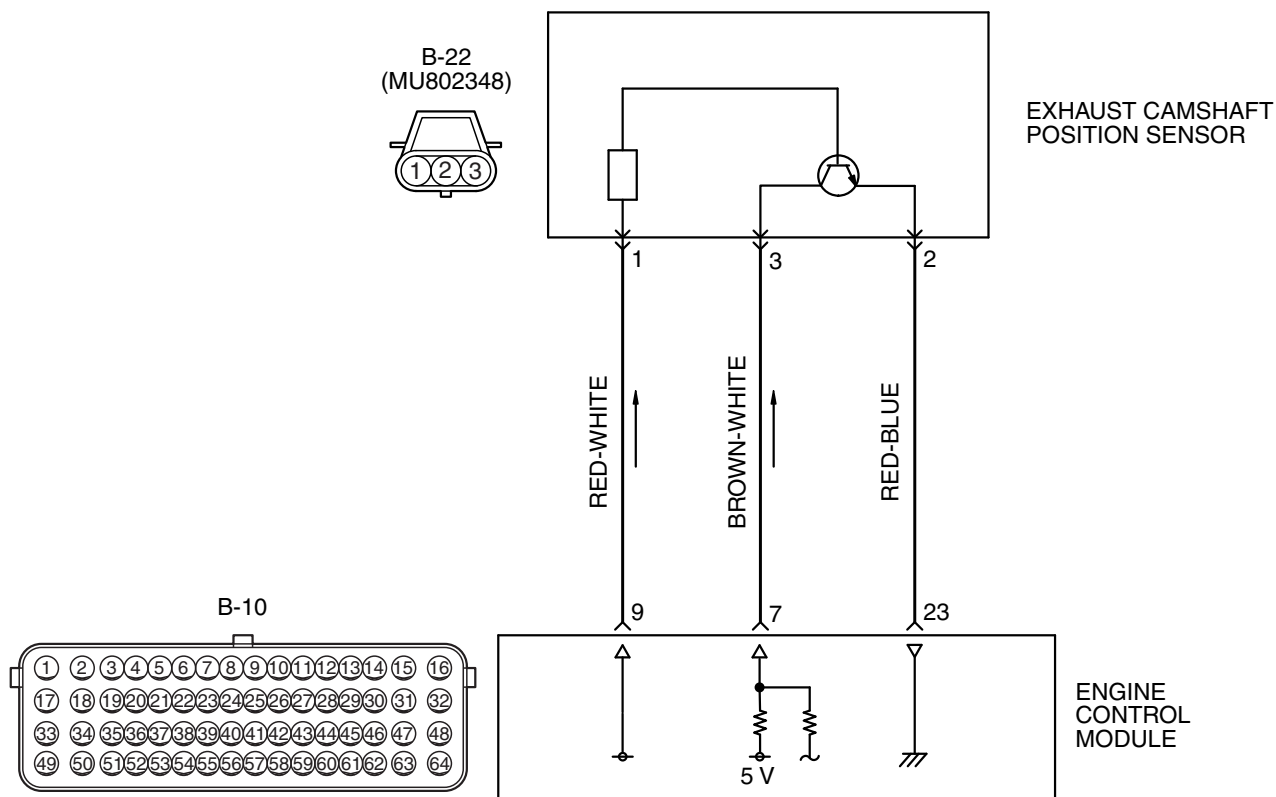 B-22
(MU802348)
1 2 3
EXHAUST CAMSHAFT
POSITION SENSOR
1 3 2
RED-WHITE
BROWN-WHITE
RED-BLUE
B-10
9 7 23
1 2 3 4 5 6 7 8 9 10 11 12 13 14 15 16
17 18 19 20 21 22 23 24 25 26 27 28 29 30 31 32
33 34 35 36 37 38 39 40 41 42 43 44 45 46 47 48
49 50 51 52 53 54 55 56 57 58 59 60 61 62 63 64
5 V
ENGINE
CONTROL
MODULE